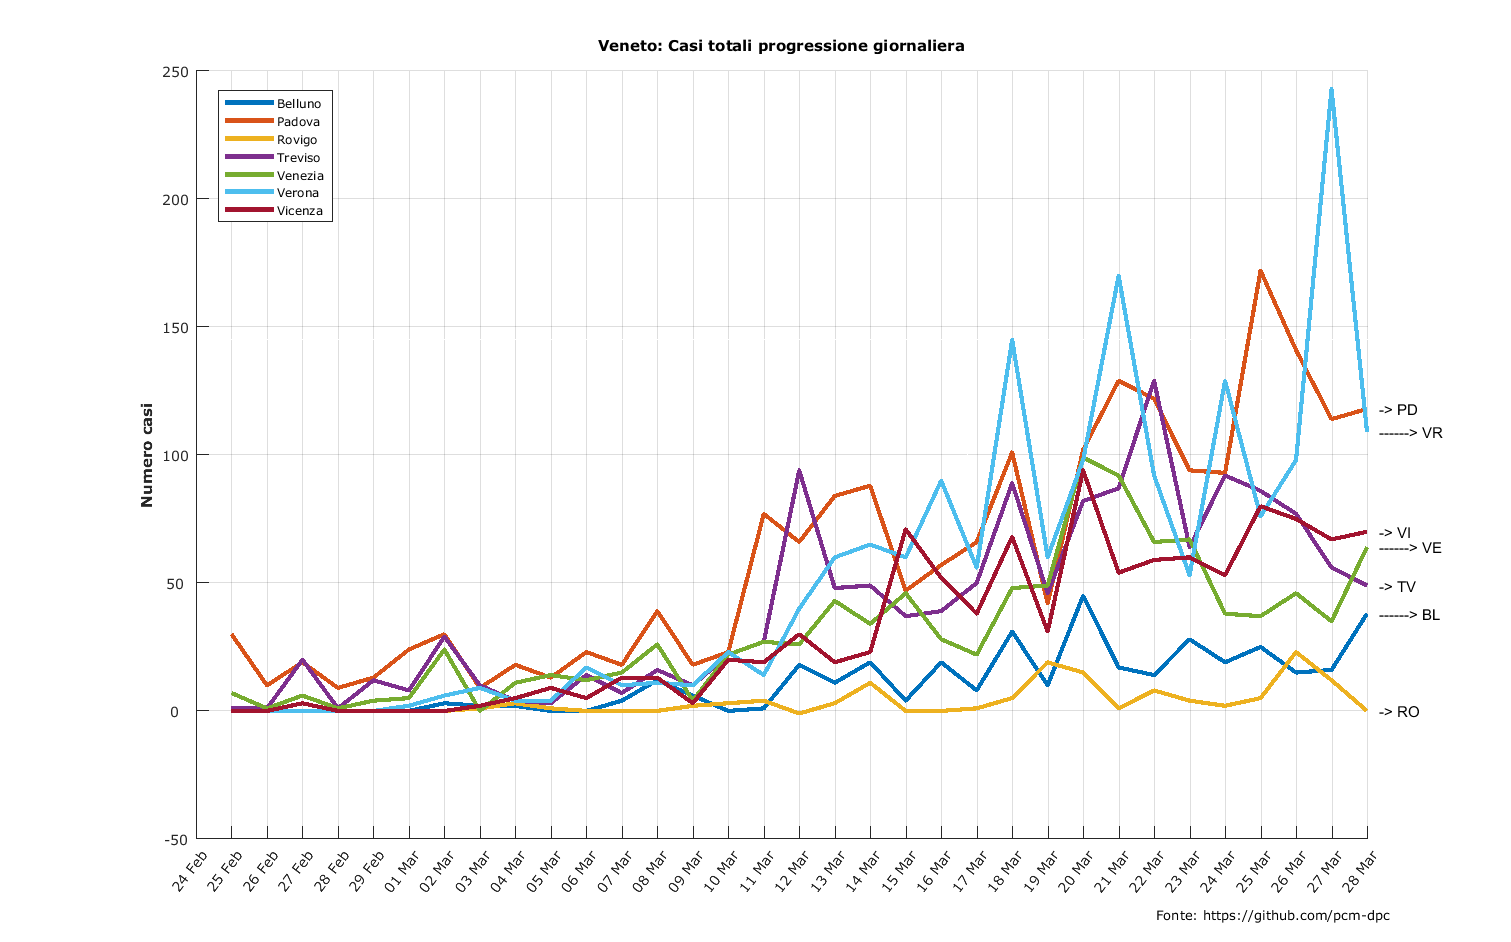 Veneto: Casi totali progressione giornaliera
250
200
150
100
50
0
-50
Numero casi
Belluno
Padova
Rovigo
Treviso
Venezia
Verona
Vicenza
-> PD
------> VR
-> VI
------> VE
-> TV
------> BL
-> RO
24 Feb
25 Feb
26 Feb
27 Feb
28 Feb
29 Feb
01 Mar
02 Mar
03 Mar
04 Mar
05 Mar
06 Mar
07 Mar
08 Mar
09 Mar
10 Mar
11 Mar
12 Mar
13 Mar
14 Mar
15 Mar
16 Mar
17 Mar
18 Mar
19 Mar
20 Mar
21 Mar
22 Mar
23 Mar
24 Mar
25 Mar
26 Mar
27 Mar
28 Mar
Fonte: https://github.com/pcm-dpc